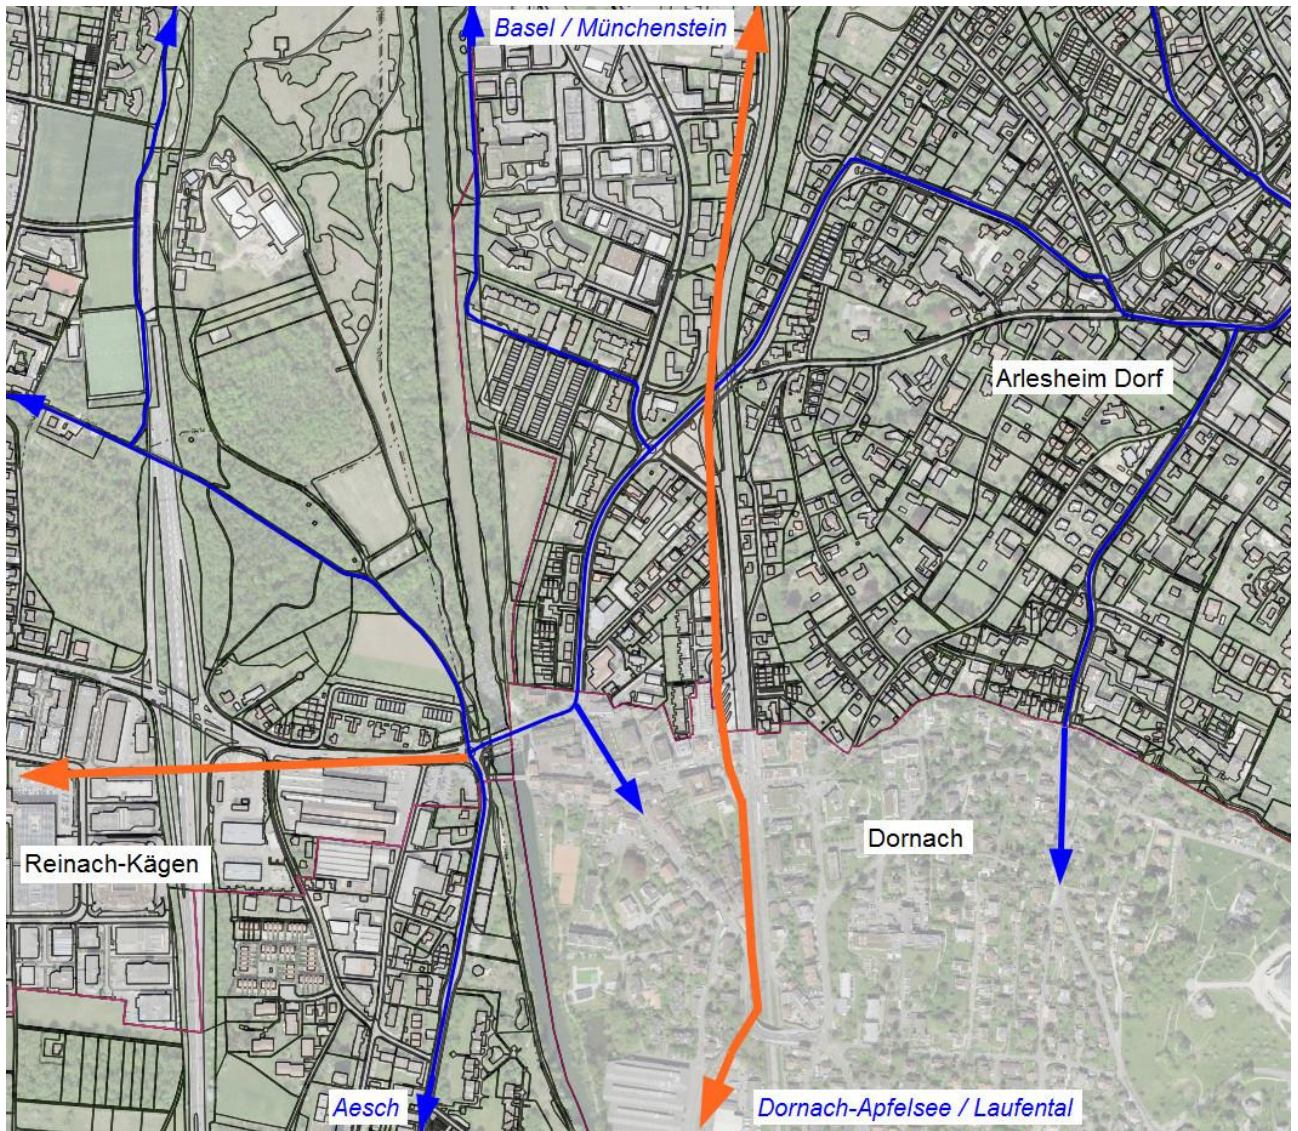 Basel / Münchenstein
Arlesheim Dorf
Dornach
Reinach-Kägen
Aesch
Dornach-Apfelsee / Laufental